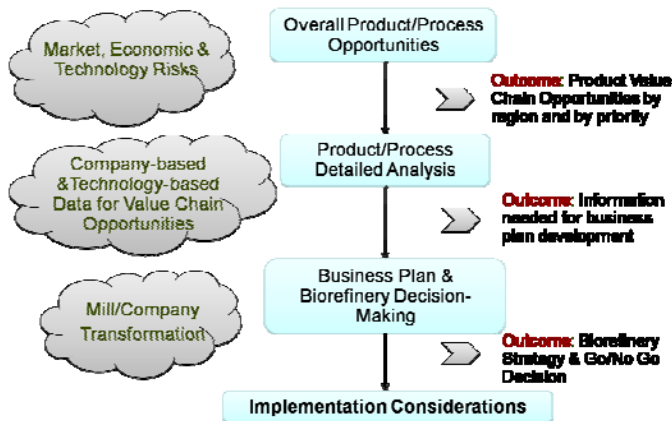 Overall Product/Process
Opportunities
Market, Economic &
Technology Risks
Outcome: Product Value
Chain Opportunities by
region and by priority
Product/Process
Detailed Analysis
Company-based
&Technology-based
Data for Value Chain
Opportunities
Outcome: Information
needed for business
plan development
Business Plan &
Biorefinery Decision-
Making
Mill/Company
Transformation
Outcome: Biorefinery
Strategy & Go/No Go
Decision
Implementation Considerations